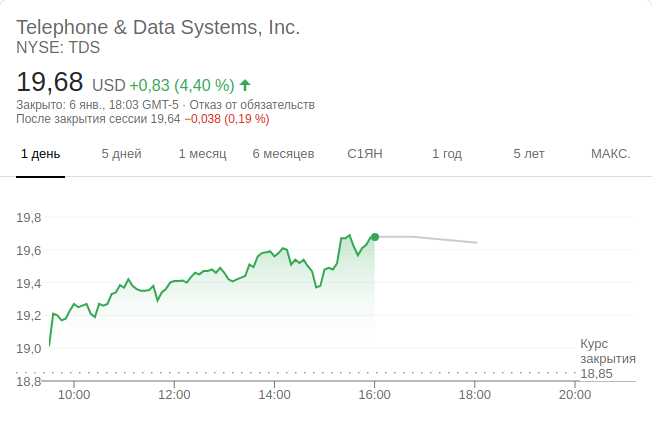 Telephone & Data Systems, Inc.
NYSE: TDS
19,68 USD +0,83 (4,40 %)
Закрыто: 6 янв., 18:03 GMT-5 · Отказ от обязательств
После закрытия сессии 19,64 −0,038 (0,19 %)
1 день 5 дней 1 месяц 6 месяцев С1ЯН 1 год 5 лет МАКС.
19,8
19,6
19,4
19,2
19,0
Курс
закрытия
18,85
18,8
10:00 12:00 14:00 16:00 18:00 20:00